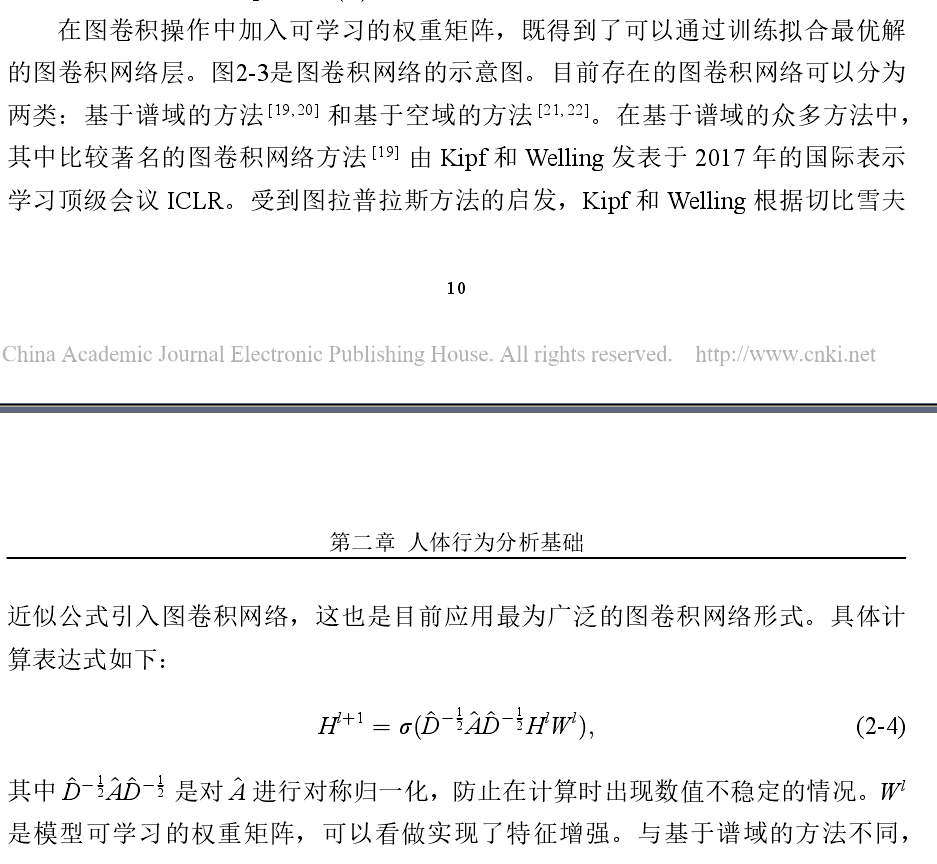 在图卷积操作中加入可学习的权重矩阵，既得到了可以通过训练拟合最优解
的图卷积网络层。图2-3是图卷积网络的示意图。目前存在的图卷积网络可以分为
两类：基于谱域的方法[19,20] 和基于空域的方法[21,22]。在基于谱域的众多方法中，
其中比较著名的图卷积网络方法[19] 由 Kipf 和 Welling 发表于 2017 年的国际表示
学习顶级会议 ICLR。受到图拉普拉斯方法的启发，Kipf 和 Welling 根据切比雪夫
10
China Academic Journal Electronic Publishing House. All rights reserved. http://www.cnki.net
第二章 人体行为分析基础
近似公式引入图卷积网络，这也是目前应用最为广泛的图卷积网络形式。具体计
算表达式如下：
H^{l+1} = σ(D̂^{-1/2}ÂD̂^{-1/2}H^lW^l), (2-4)
其中 D̂^{-1/2}ÂD̂^{-1/2} 是对 Â 进行对称归一化，防止在计算时出现数值不稳定的情况。W^l
是模型可学习的权重矩阵，可以看做实现了特征增强。与基于谱域的方法不同，